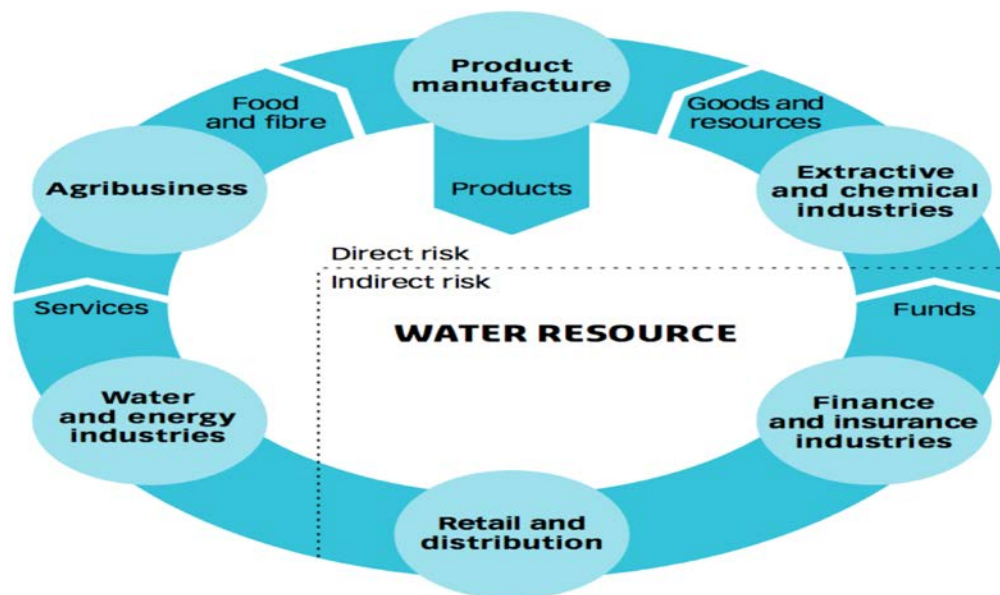 Product
manufacture
Food
and fibre
Goods and
resources
Agribusiness
Products
Extractive
and chemical
industries
Direct risk
Indirect risk
Services
Funds
WATER RESOURCE
Water
and energy
industries
Finance
and insurance
industries
Retail and
distribution